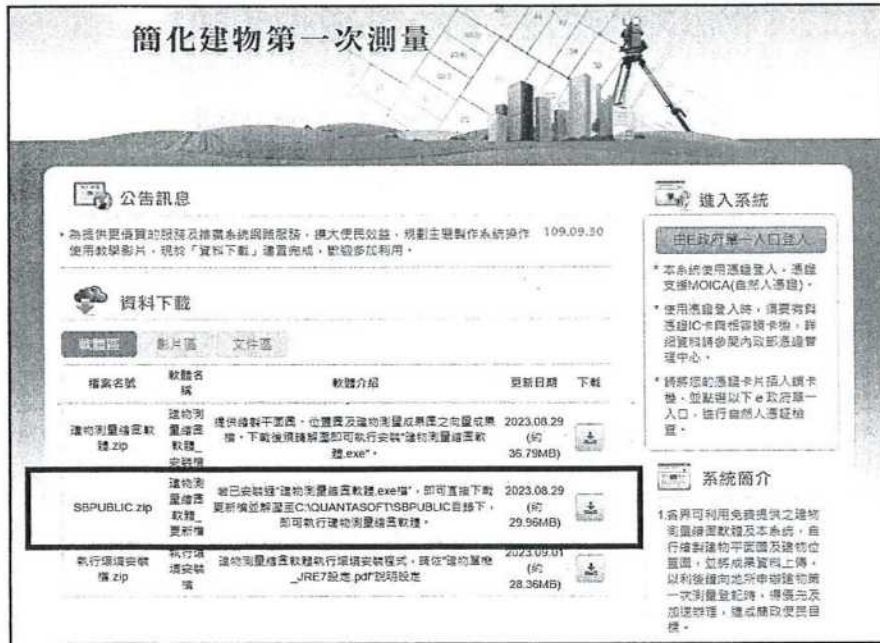 簡化建物第一次測量
公告訊息
為提供更優質的服務及推廣系統網路服務，擴大便民效益，規劃主題製作系統操作 109.09.30
使用教學影片，現於「資料下載」建置完成，歡迎多加利用。
資料下載
軟體區 影片區 文件區
檔案名稱 軟體名稱 軟體介紹 更新日期 下載
建物測量繪圖軟體.zip
建物測量繪圖軟體_安裝檔
提供繪製平面圖、位置圖及建物測量成果圖之向量成果
檔。下載後須請解壓即可執行安裝"建物測量繪圖軟
體.exe"。
2023.08.29
(約
36.79MB)
SBPUBLIC.zip
建物測量繪圖軟體_更新檔
若已安裝過"建物測量繪圖軟體.exe檔"，即可直接下載
更新檔並解壓至C:\QUANTASOFT\SBPUBLIC目錄下，
即可執行建物測量繪圖軟體。
2023.08.29
(約
29.96MB)
執行環境安裝檔.zip
執行環境安裝檔
建物測量繪圖軟體執行環境安裝程式，請依"建物單機
_JRE7設定.pdf"說明設定
2023.09.01
(約
28.36MB)
進入系統
由E政府單一入口登入
* 本系統使用憑證登入，憑證
支援MOICA(自然人憑證)。
* 使用憑證登入時，須要有與
憑證IC卡與相容讀卡機，詳
細資料請參閱內政部憑證管
理中心。
* 請將您的憑證卡片插入讀卡
機，並點選以下e政府單一
入口，進行自然人憑証檢
查。
系統簡介
1.各界可利用免費提供之建物
測量繪圖軟體及本系統，自
行繪製建物平面圖及建物位
置圖，並將成果資料上傳，
以利後續向地所申辦建物第
一次測量登記時，得優先及
加速辦理，達成簡政便民目
標。